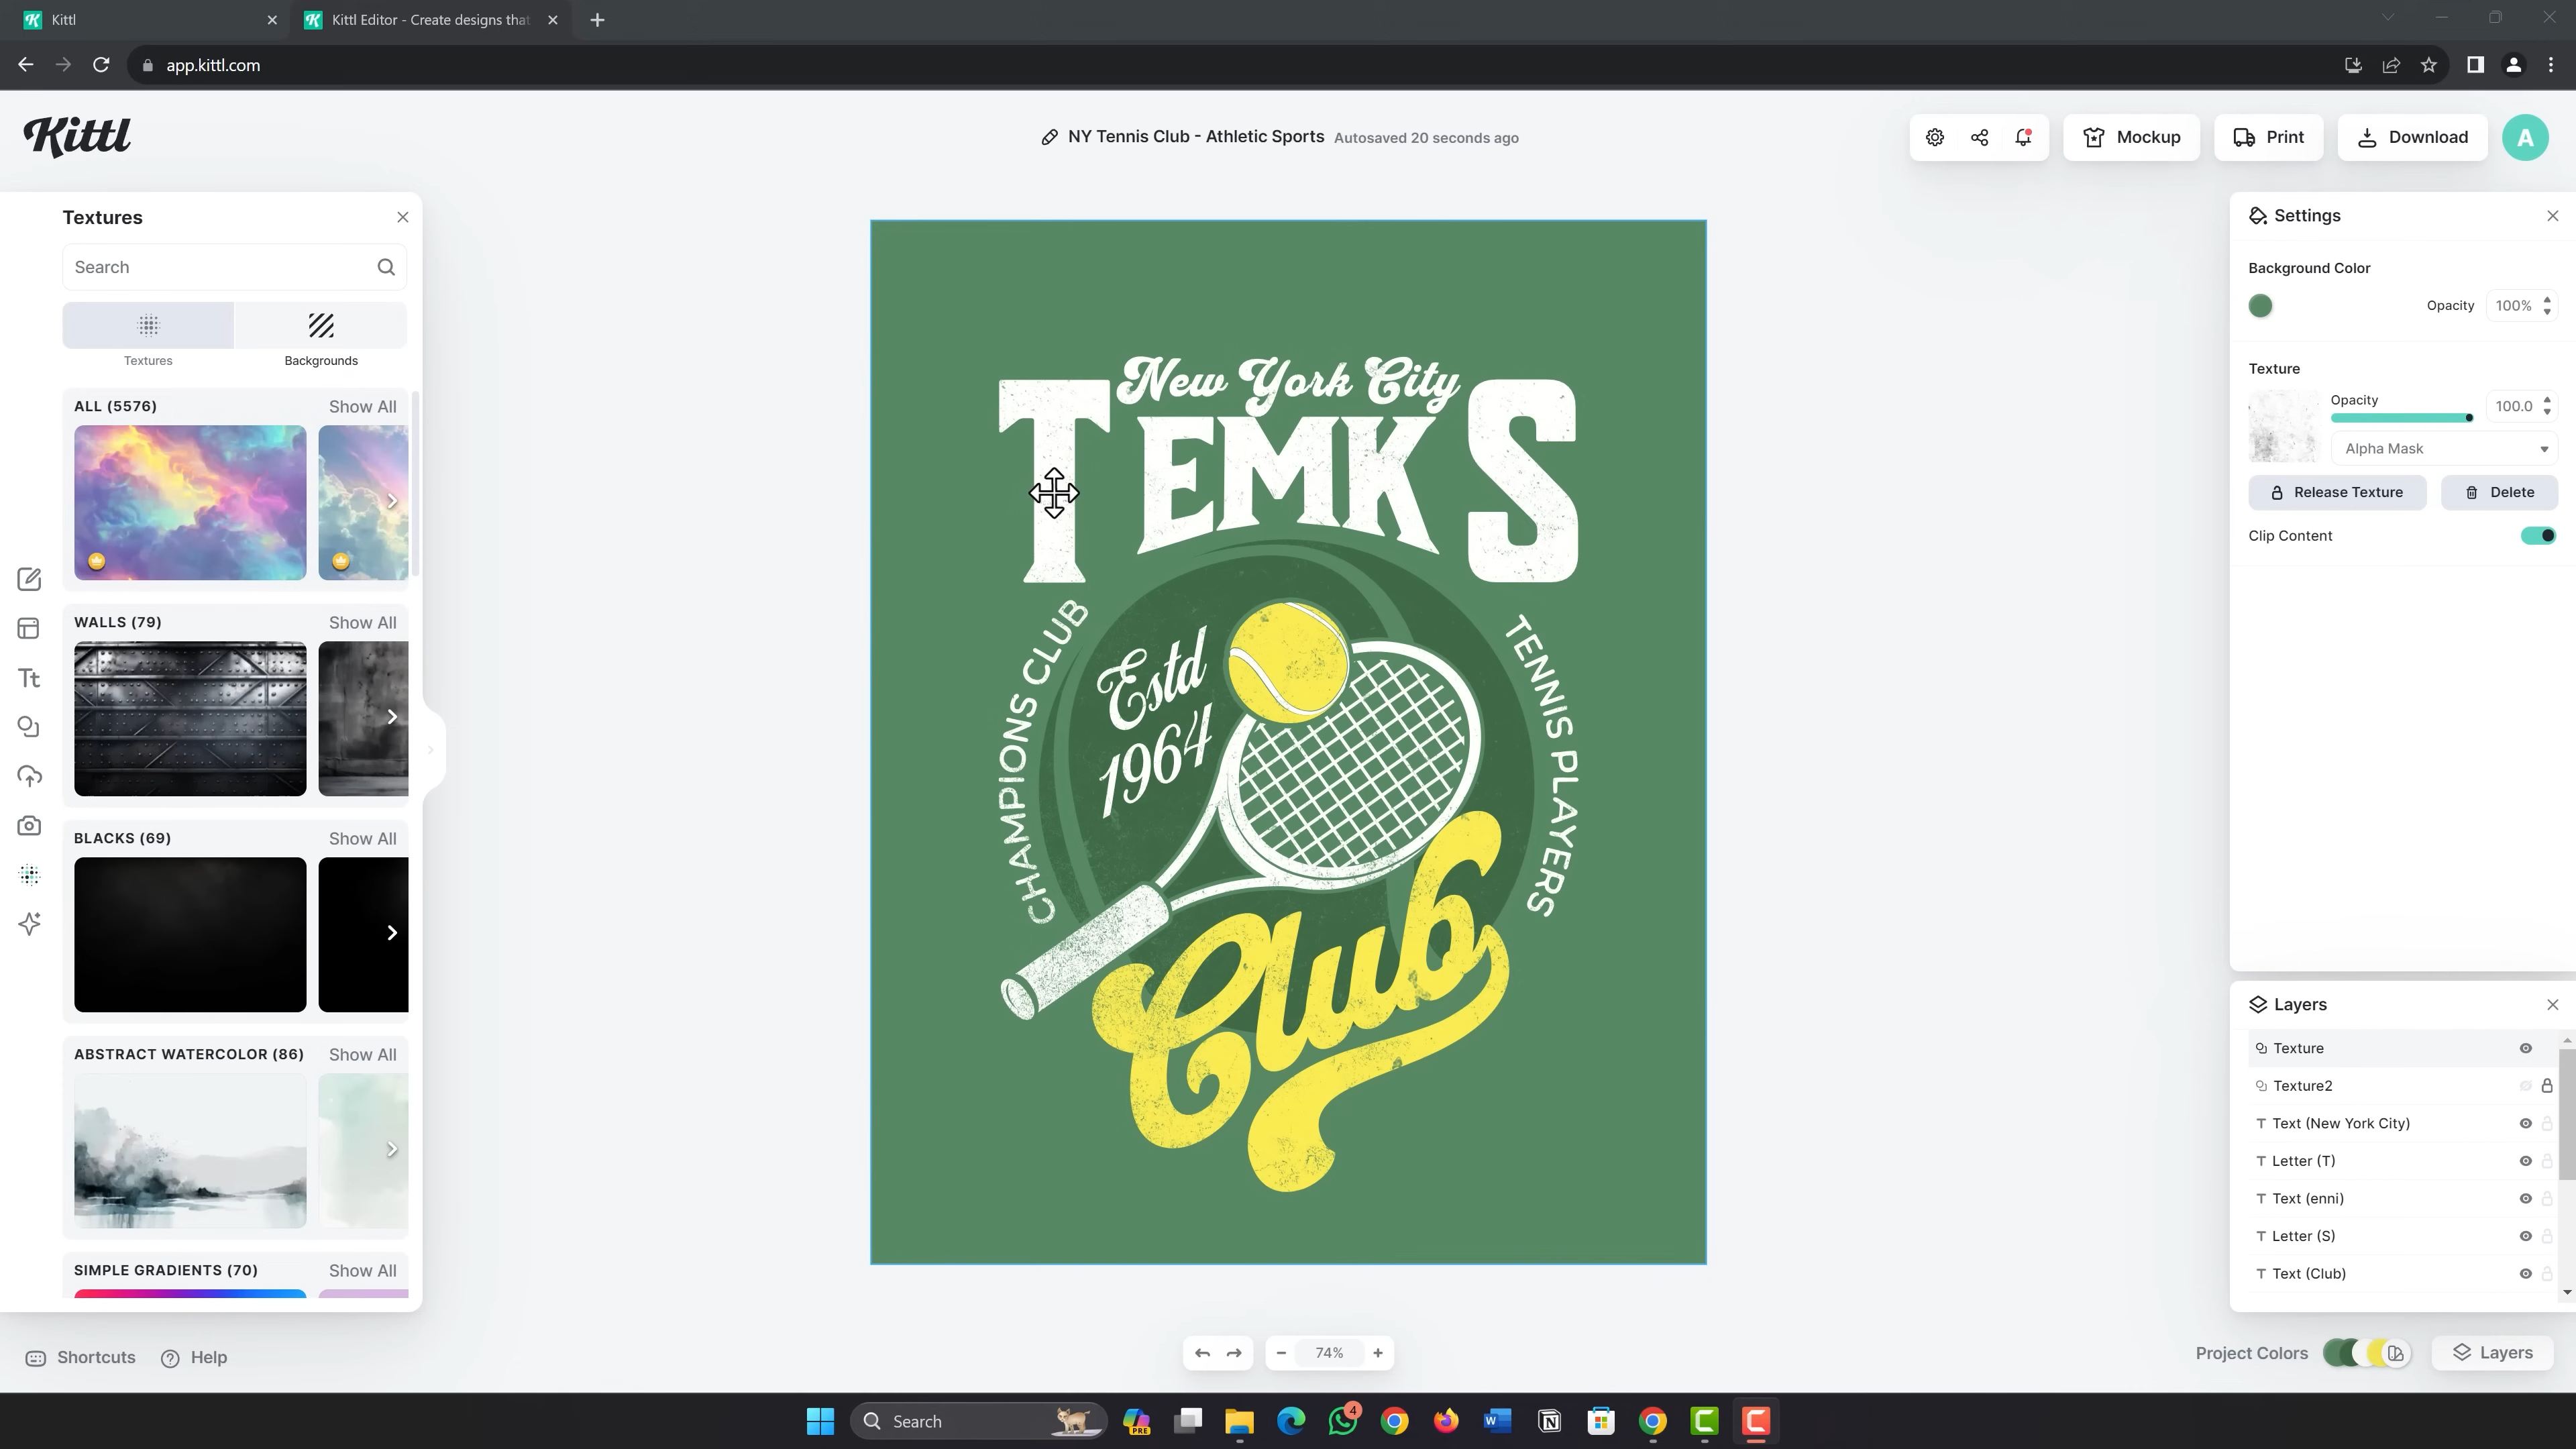 Kittl
Kittl Editor - Create designs that
app.kittl.com
Kittl
NY Tennis Club - Athletic Sports Autosaved 20 seconds ago
Mockup
Print
Download
A
Textures
Search
Textures
Backgrounds
ALL (5576) Show All
WALLS (79) Show All
BLACKS (69) Show All
ABSTRACT WATERCOLOR (86) Show All
SIMPLE GRADIENTS (70) Show All
New York City
TEMKS
CHAMPIONS CLUB
Estd
1964
TENNIS PLAYERS
Club
Settings
Background Color
Opacity 100%
Texture
Opacity
100.0
Alpha Mask
Release Texture
Delete
Clip Content
Layers
Texture
Texture2
Text (New York City)
Letter (T)
Text (enni)
Letter (S)
Text (Club)
Shortcuts
Help
74%
Project Colors
Layers
Search
PRE
4